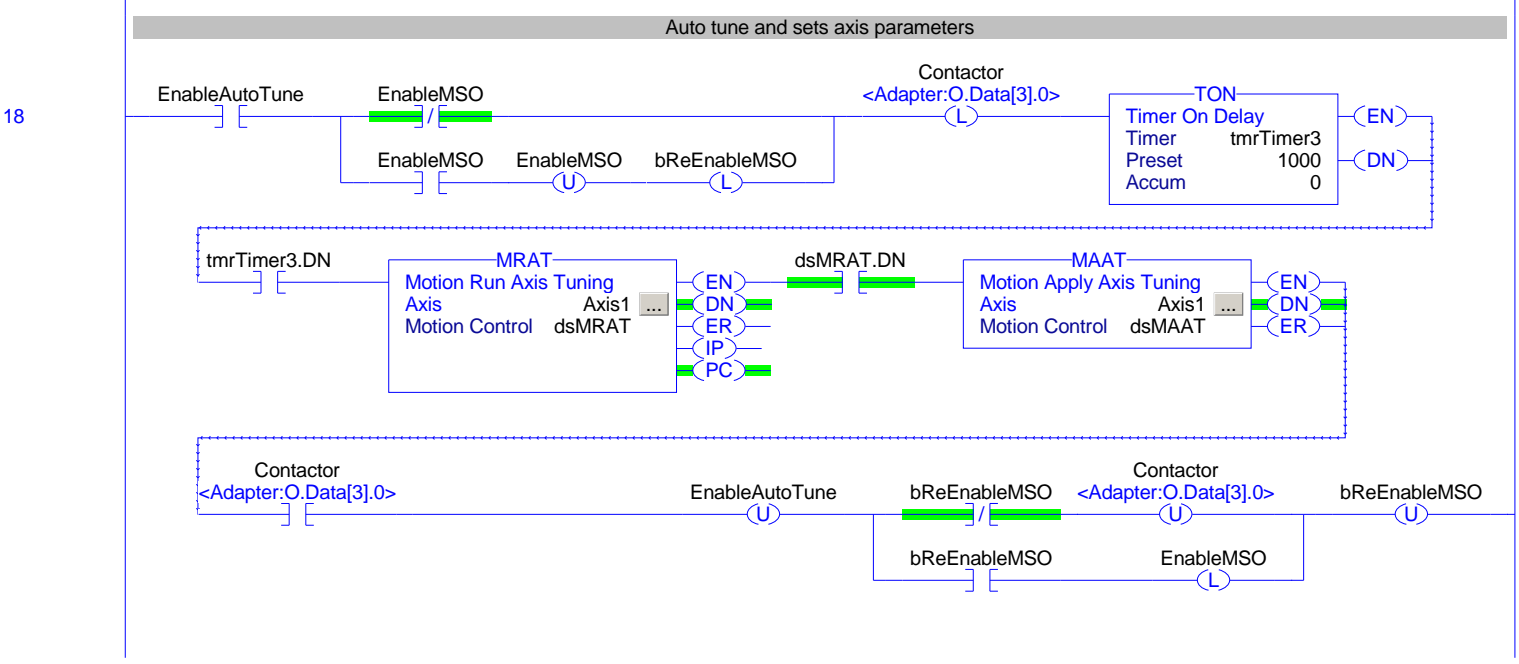 Auto tune and sets axis parameters
18
EnableAutoTune
EnableMSO
/
Contactor
<Adapter:O.Data[3].0>
L
TON
Timer On Delay
Timer tmrTimer3
Preset 1000
Accum 0
EN
DN
EnableMSO
EnableMSO
U
bReEnableMSO
L
tmrTimer3.DN
MRAT
Motion Run Axis Tuning
Axis Axis1 ...
Motion Control dsMRAT
EN
DN
ER
IP
PC
dsMRAT.DN
MAAT
Motion Apply Axis Tuning
Axis Axis1 ...
Motion Control dsMAAT
EN
DN
ER
Contactor
<Adapter:O.Data[3].0>
EnableAutoTune
U
bReEnableMSO
/
Contactor
<Adapter:O.Data[3].0>
U
bReEnableMSO
U
bReEnableMSO
EnableMSO
L